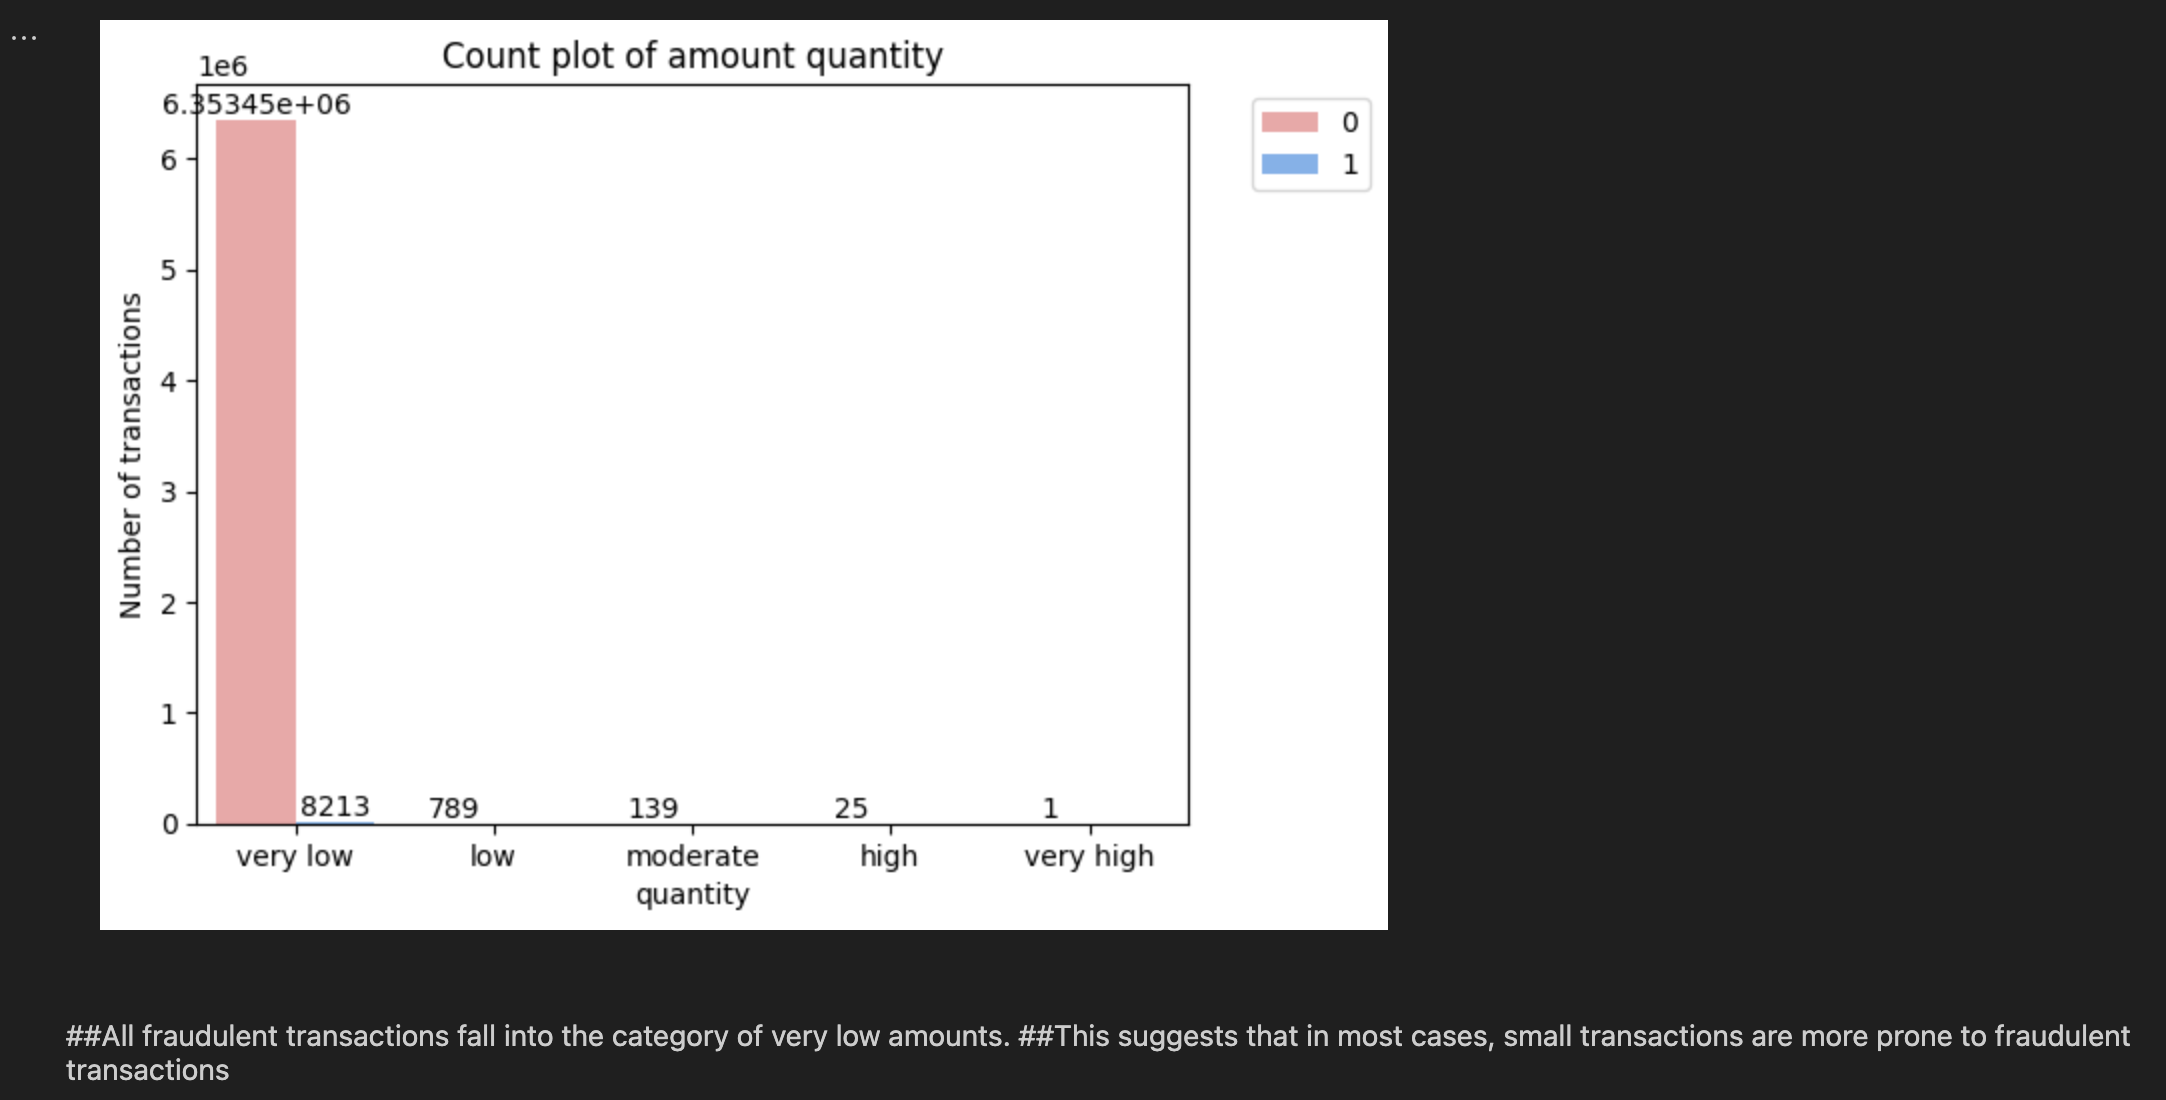 ...
Count plot of amount quantity
1e6
6.35345e+06
0
1
6
5
4
3
2
1
0
Number of transactions
8213
789
139
25
1
very low
low
moderate
high
very high
quantity
##All fraudulent transactions fall into the category of very low amounts. ##This suggests that in most cases, small transactions are more prone to fraudulent
transactions